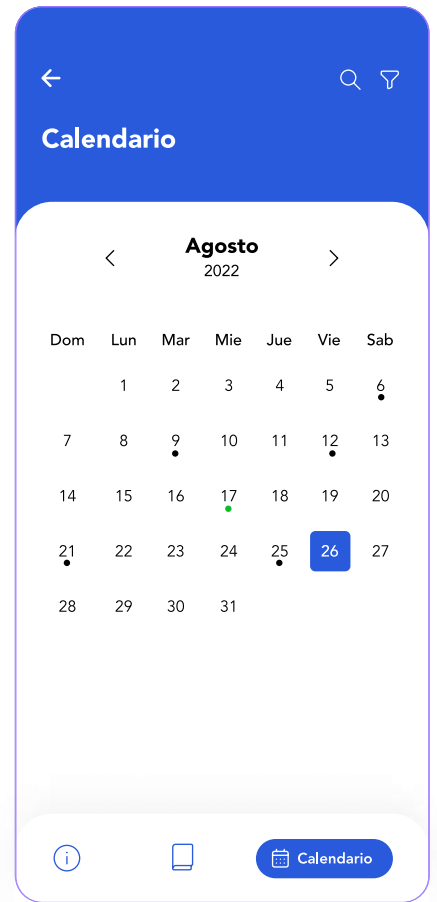 Calendario
Agosto
2022
Dom Lun Mar Mie Jue Vie Sab
1 2 3 4 5 6
7 8 9 10 11 12 13
14 15 16 17 18 19 20
21 22 23 24 25 26 27
28 29 30 31
Calendario